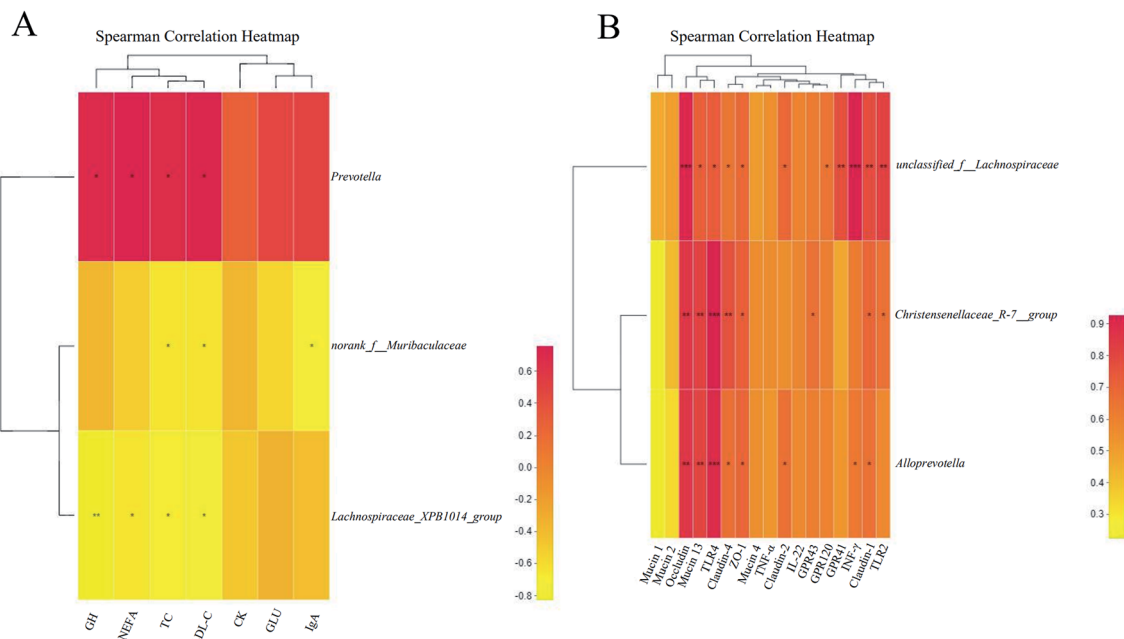 A
Spearman Correlation Heatmap
* * * *
Prevotella
* * *
norank_f__Muribaculaceae
** * * *
Lachnospiraceae_XPB1014_group
0.6
0.4
0.2
0.0
-0.2
-0.4
-0.6
-0.8
GH
NEFA
TC
DL-C
CK
GLU
IgA
B
Spearman Correlation Heatmap
*** * * * * * * ** *** ** **
unclassified_f__Lachnospiraceae
** ** *** ** * * * *
Christensenellaceae_R-7__group
** ** *** * * * * *
Alloprevotella
0.9
0.8
0.7
0.6
0.5
0.4
0.3
Mucin 1
Mucin 2
Occludin
Mucin 13
TLR4
Claudin-4
ZO-1
Mucin 4
TNF-α
Claudin-2
IL-22
GPR43
GPR120
GPR41
INF-γ
Claudin-1
TLR2